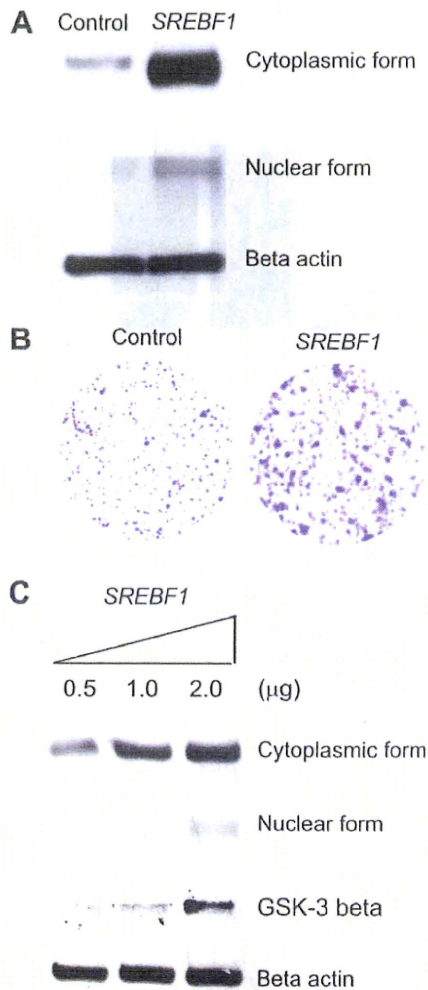 A
Control SREBF1
Cytoplasmic form
Nuclear form
Beta actin
B
Control SREBF1
C
SREBF1
0.5 1.0 2.0 (μg)
Cytoplasmic form
Nuclear form
GSK-3 beta
Beta actin